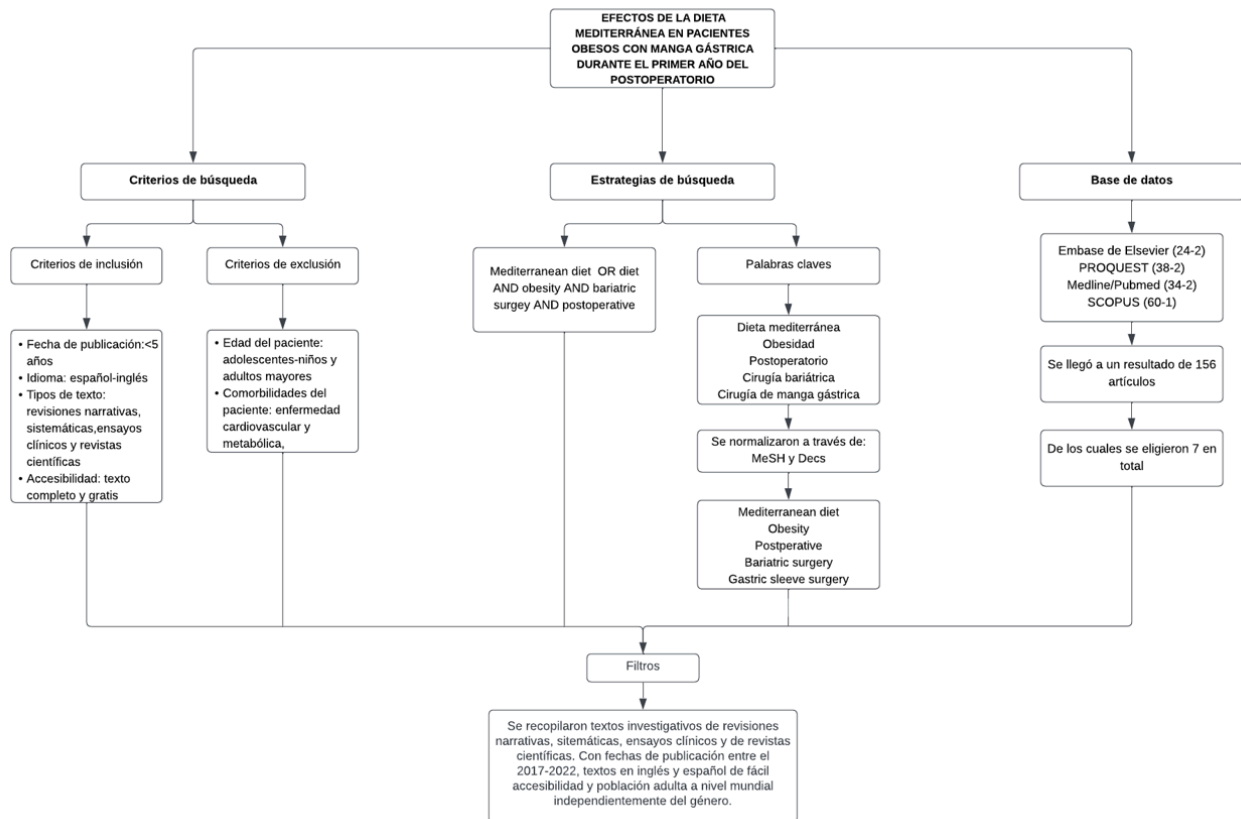 EFECTOS DE LA DIETA
MEDITERRÁNEA EN PACIENTES
OBESOS CON MANGA GÁSTRICA
DURANTE EL PRIMER AÑO DEL
POSTOPERATORIO
Criterios de búsqueda
Estrategias de búsqueda
Base de datos
Criterios de inclusión
Criterios de exclusión
Mediterranean diet OR diet
AND obesity AND bariatric
surgey AND postoperative
Palabras claves
Embase de Elsevier (24-2)
PROQUEST (38-2)
Medline/Pubmed (34-2)
SCOPUS (60-1)
• Fecha de publicación:<5
años
• Idioma: español-inglés
• Tipos de texto:
revisiones narrativas,
sistemáticas,ensayos
clínicos y revistas
científicas
• Accesibilidad: texto
completo y gratis
• Edad del paciente:
adolescentes-niños y
adultos mayores
• Comorbilidades del
paciente: enfermedad
cardiovascular y
metabólica,
Dieta mediterránea
Obesidad
Postoperatorio
Cirugía bariátrica
Cirugía de manga gástrica
Se llegó a un resultado de 156
artículos
Se normalizaron a través de:
MeSH y Decs
De los cuales se eligieron 7 en
total
Mediterranean diet
Obesity
Postperative
Bariatric surgery
Gastric sleeve surgery
Filtros
Se recopilaron textos investigativos de revisiones
narrativas, sitemáticas, ensayos clínicos y de revistas
científicas. Con fechas de publicación entre el
2017-2022, textos en inglés y español de fácil
accesibilidad y población adulta a nivel mundial
independientemente del género.